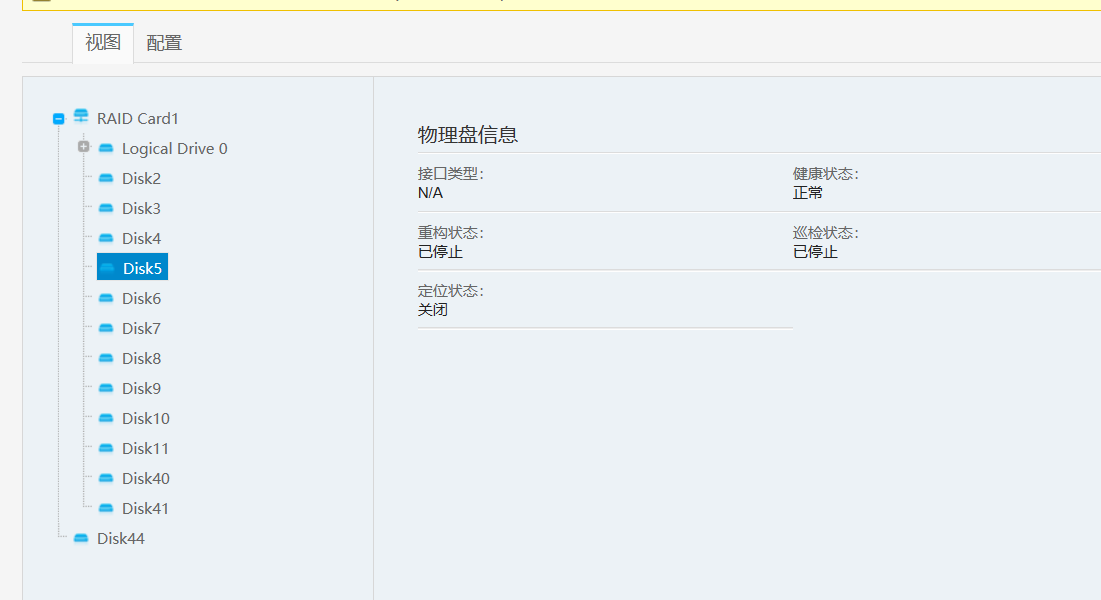 视图 配置
RAID Card1
Logical Drive 0
Disk2
Disk3
Disk4
Disk5
Disk6
Disk7
Disk8
Disk9
Disk10
Disk11
Disk40
Disk41
Disk44
物理盘信息
接口类型: 健康状态:
N/A 正常
重构状态: 巡检状态:
已停止 已停止
定位状态:
关闭